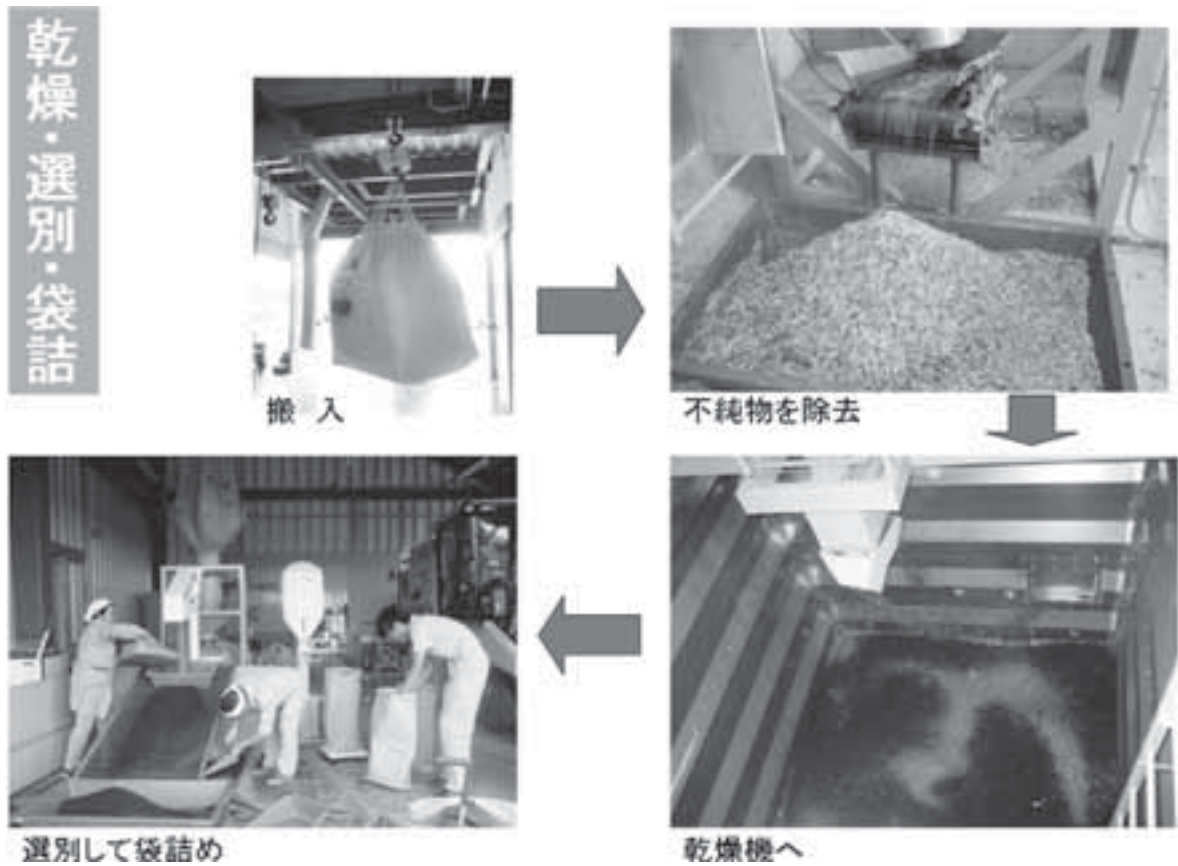 乾燥・選別・袋詰
搬 入
不純物を除去
乾燥機へ
選別して袋詰め